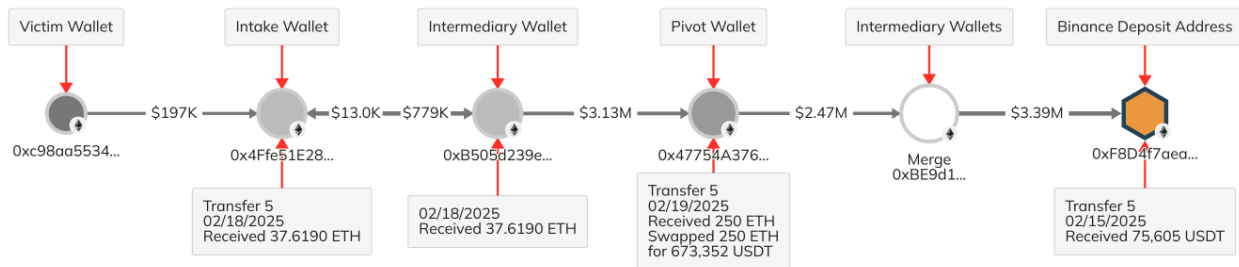 Victim Wallet
Intake Wallet
Intermediary Wallet
Pivot Wallet
Intermediary Wallets
Binance Deposit Address
$197K
$13.0K
$779K
$3.13M
$2.47M
$3.39M
0xc98aa5534...
0x4Ffe51E28...
0xB505d239e...
0x47754A376...
Merge
0xBE9d1...
0xF8D4f7aea...
Transfer 5
02/18/2025
Received 37.6190 ETH
02/18/2025
Received 37.6190 ETH
Transfer 5
02/19/2025
Received 250 ETH
Swapped 250 ETH
for 673,352 USDT
Transfer 5
02/15/2025
Received 75,605 USDT